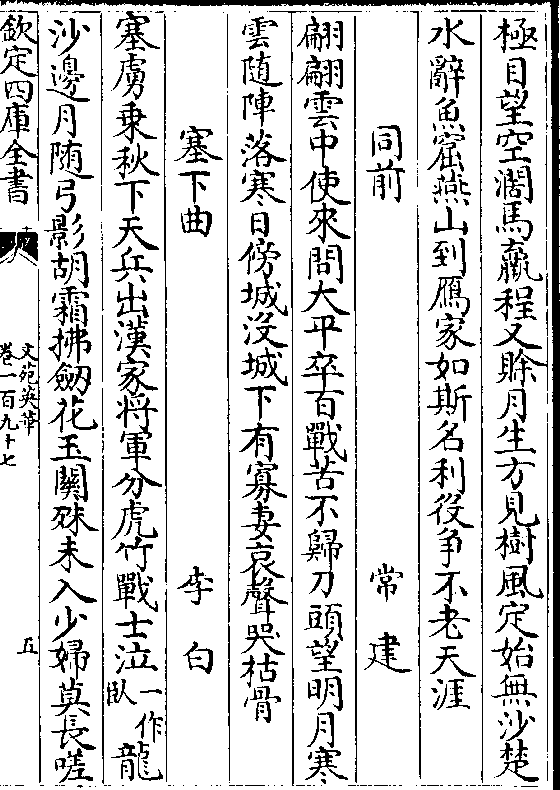 極目望空濶馬羸程又賒月生方見樹風定始無沙楚
水辭魚窟燕山到鴈家如斯名利役争不老天涯
同前 常建
翩翩雲中使來問大平卒百戰苦不歸刀頭望明月寒
雲随陣落寒日傍城没城下有寡妻哀聲哭枯骨
塞下曲 李白
塞虜乗秋下天兵出漢家将軍分虎竹戰士泣一作臥龍
沙邊月随弓影胡霜拂劒花玉關殊未入少婦莫長嗟
欽定四庫全書 文苑英華 卷一百九十七 五